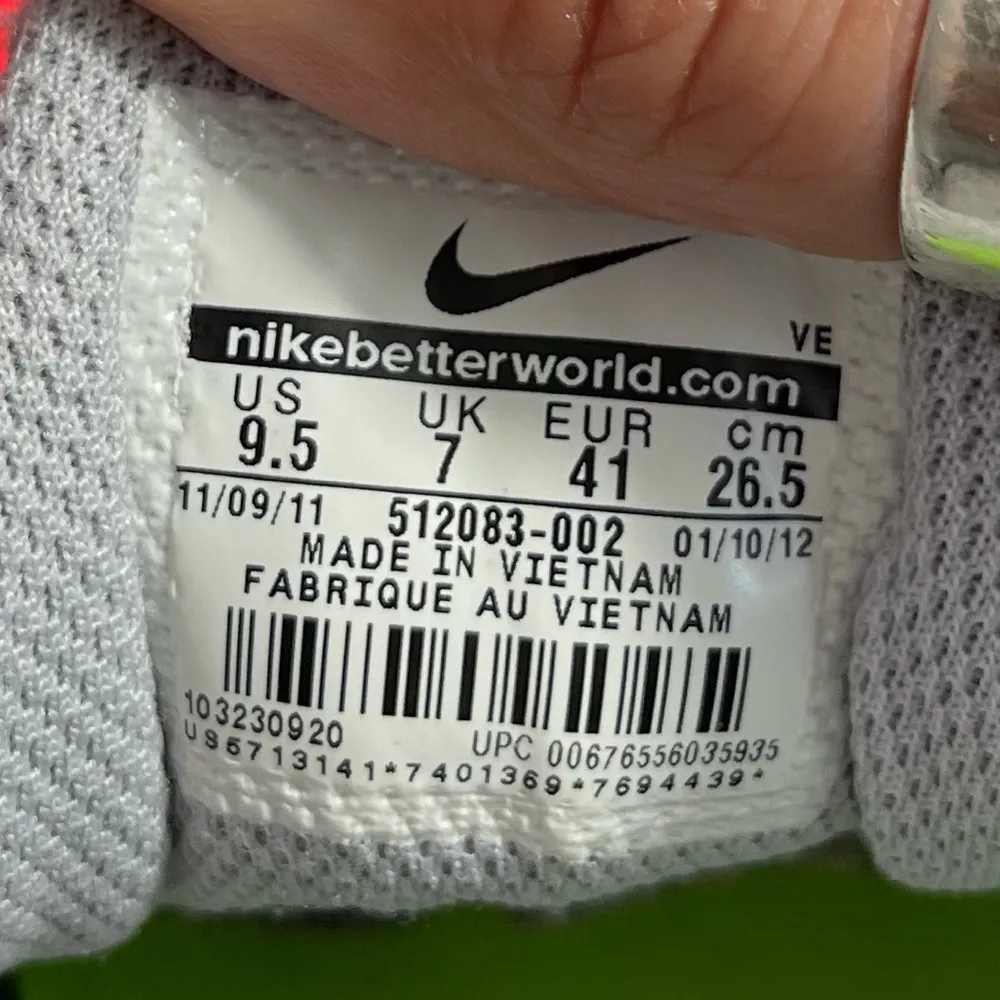 VE
nikebetterworld.com
US UK EUR cm
9.5 7 41 26.5
11/09/11 512083-002 01/10/12
MADE IN VIETNAM
FABRIQUE AU VIETNAM
103230920 UPC 00676556035935
US5713141*7401369*7694439*